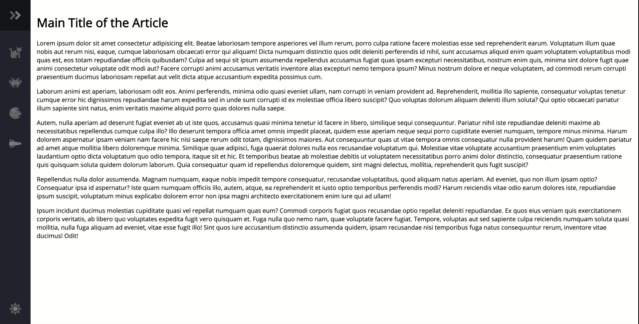 Main Title of the Article
Lorem ipsum dolor sit amet consectetur adipisicing elit. Beatae laboriosam tempore asperiores vel illum rerum, porro culpa ratione facere molestias esse sed reprehenderit earum. Voluptatum illum quae
nobis aut rerum nisi, eaque, cumque laboriosam obcaecati error qui aliquam! Dicta numquam distinctio quos odit deleniti perferendis id nihil, sunt accusamus aliquid enim quam voluptatem voluptatibus modi
quas est, eos totam repudiandae officiis quibusdam? Culpa ad sequi sit ipsum assumenda repellendus accusamus fugiat quas ipsam excepturi necessitatibus, nostrum enim quis, minima sint dolore fugit quae
animi consectetur voluptate odit modi aut? Facere corrupti animi accusamus veritatis inventore alias excepturi nemo tempora ipsum? Minus nostrum dolore et neque voluptatem, ad commodi rerum corrupti
praesentium ducimus laboriosam repellat aut velit dicta atque accusantium expedita possimus cum.
Laborum animi est aperiam, laboriosam odit eos. Animi perferendis, minima odio quasi eveniet ullam, nam corrupti in veniam provident ad. Reprehenderit, mollitia illo sapiente, consequatur voluptas tenetur
cumque error hic dignissimos repudiandae harum expedita sed in unde sunt corrupti id ex molestiae officia libero suscipit? Quo voluptas dolorum aliquam deleniti illum soluta? Qui optio obcaecati pariatur
illum sapiente sint natus, enim veritatis maxime aliquid porro quas dolores nulla saepe.
Autem, nulla aperiam ad deserunt fugiat eveniet ab ut iste quos, accusamus quasi minima tenetur id facere in libero, similique sequi consequuntur. Pariatur nihil iste repudiandae deleniti maxime ab
necessitatibus repellendus cumque culpa illo? Illo deserunt tempora officia amet omnis impedit placeat, quidem esse aperiam neque sequi porro cupiditate eveniet numquam, tempore minus minima. Harum
dolorem aspernatur ipsam veniam nam facere hic nisi saepe rerum odit totam, dignissimos maiores. Aut consequuntur quas ut vitae tempora omnis consequatur nulla provident harum! Quam quidem pariatur
ad amet atque mollitia libero doloremque minima. Similique quae adipisci, fuga quaerat dolores nulla eos recusandae voluptatum qui. Molestiae voluptate accusantium praesentium enim voluptates
laudantium optio dicta voluptatum quo odio tempora, itaque sit et hic. Et temporibus beatae ab molestiae debitis ut voluptatem necessitatibus porro animi dolor distinctio, consequatur praesentium ratione
quis quisquam soluta quidem dolorum laborum. Quia consequatur quam id repellendus doloremque, enim necessitatibus, sint magni delectus, mollitia, reprehenderit quis fugit suscipit?
Repellendus nulla dolor assumenda. Magnam numquam, eaque nobis impedit tempore consequatur, recusandae voluptatibus, quod aliquam natus aperiam. Ad eveniet, quo non illum ipsam optio?
Consequatur ipsa id aspernatur? Iste quam numquam officiis illo, autem, atque, ea reprehenderit et iusto optio temporibus perferendis modi? Harum reiciendis vitae odio earum dolores iste, repudiandae
ipsum suscipit, voluptatum minus explicabo dolorem error non ipsa magni architecto exercitationem enim iure qui ad ullam!
Ipsum incidunt ducimus molestias cupiditate quasi vel repellat numquam quas eum? Commodi corporis fugiat quos recusandae optio repellat deleniti repudiandae. Ex quos eius veniam quis exercitationem
corporis veritatis, ab libero quo voluptates expedita fugit vero quisquam et. Fuga nulla quo nemo nam, quae voluptate facere fugiat. Tempore, voluptas aut sed sapiente culpa reiciendis numquam soluta quasi
mollitia, nulla fuga aliquam ad eveniet, vitae esse fugit illo! Sint quos iure accusantium distinctio assumenda quidem, ipsam recusandae nisi temporibus fuga natus consequuntur rerum, inventore vitae
ducimus! Odit!